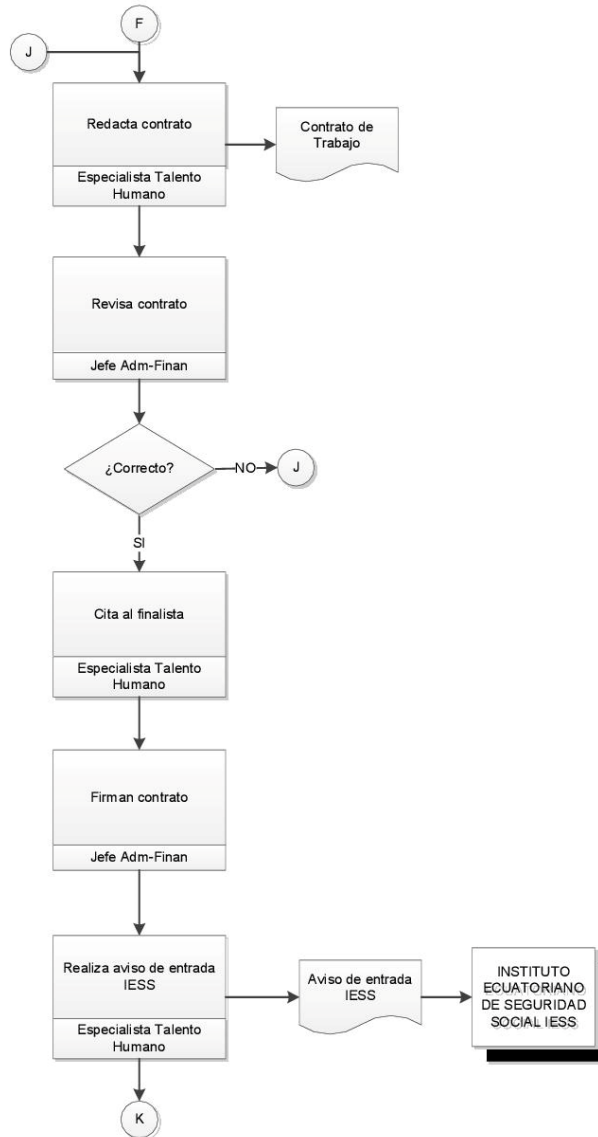 F
J
Redacta contrato
Especialista Talento
Humano
Contrato de
Trabajo
Revisa contrato
Jefe Adm-Finan
¿Correcto?
NO
J
SI
Cita al finalista
Especialista Talento
Humano
Firman contrato
Jefe Adm-Finan
Realiza aviso de entrada
IESS
Especialista Talento
Humano
Aviso de entrada
IESS
INSTITUTO
ECUATORIANO
DE SEGURIDAD
SOCIAL IESS
K